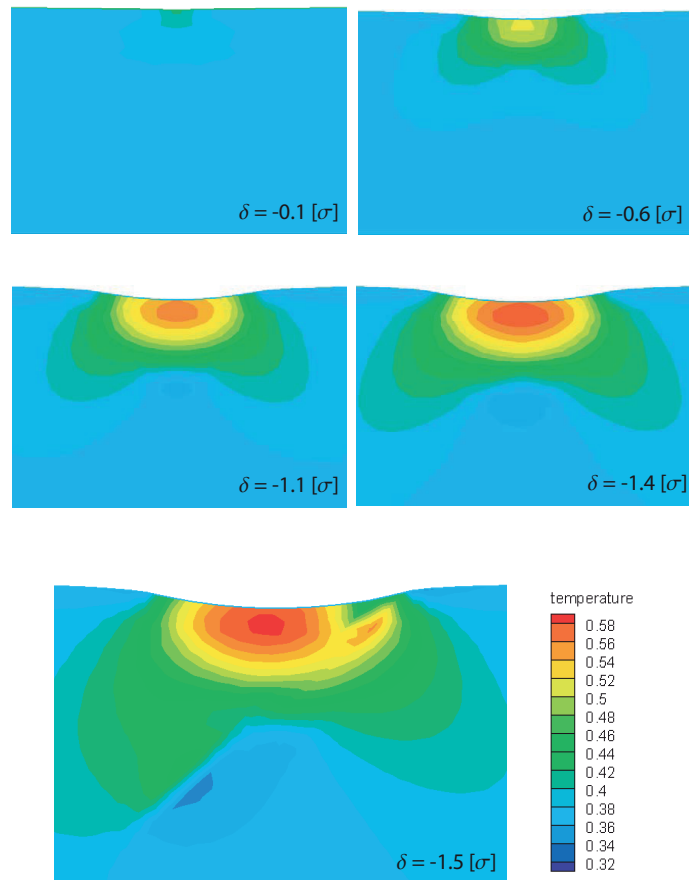 δ = -0.1 [σ]
δ = -0.6 [σ]
δ = -1.1 [σ]
δ = -1.4 [σ]
δ = -1.5 [σ]
temperature
0.58
0.56
0.54
0.52
0.5
0.48
0.46
0.44
0.42
0.4
0.38
0.36
0.34
0.32